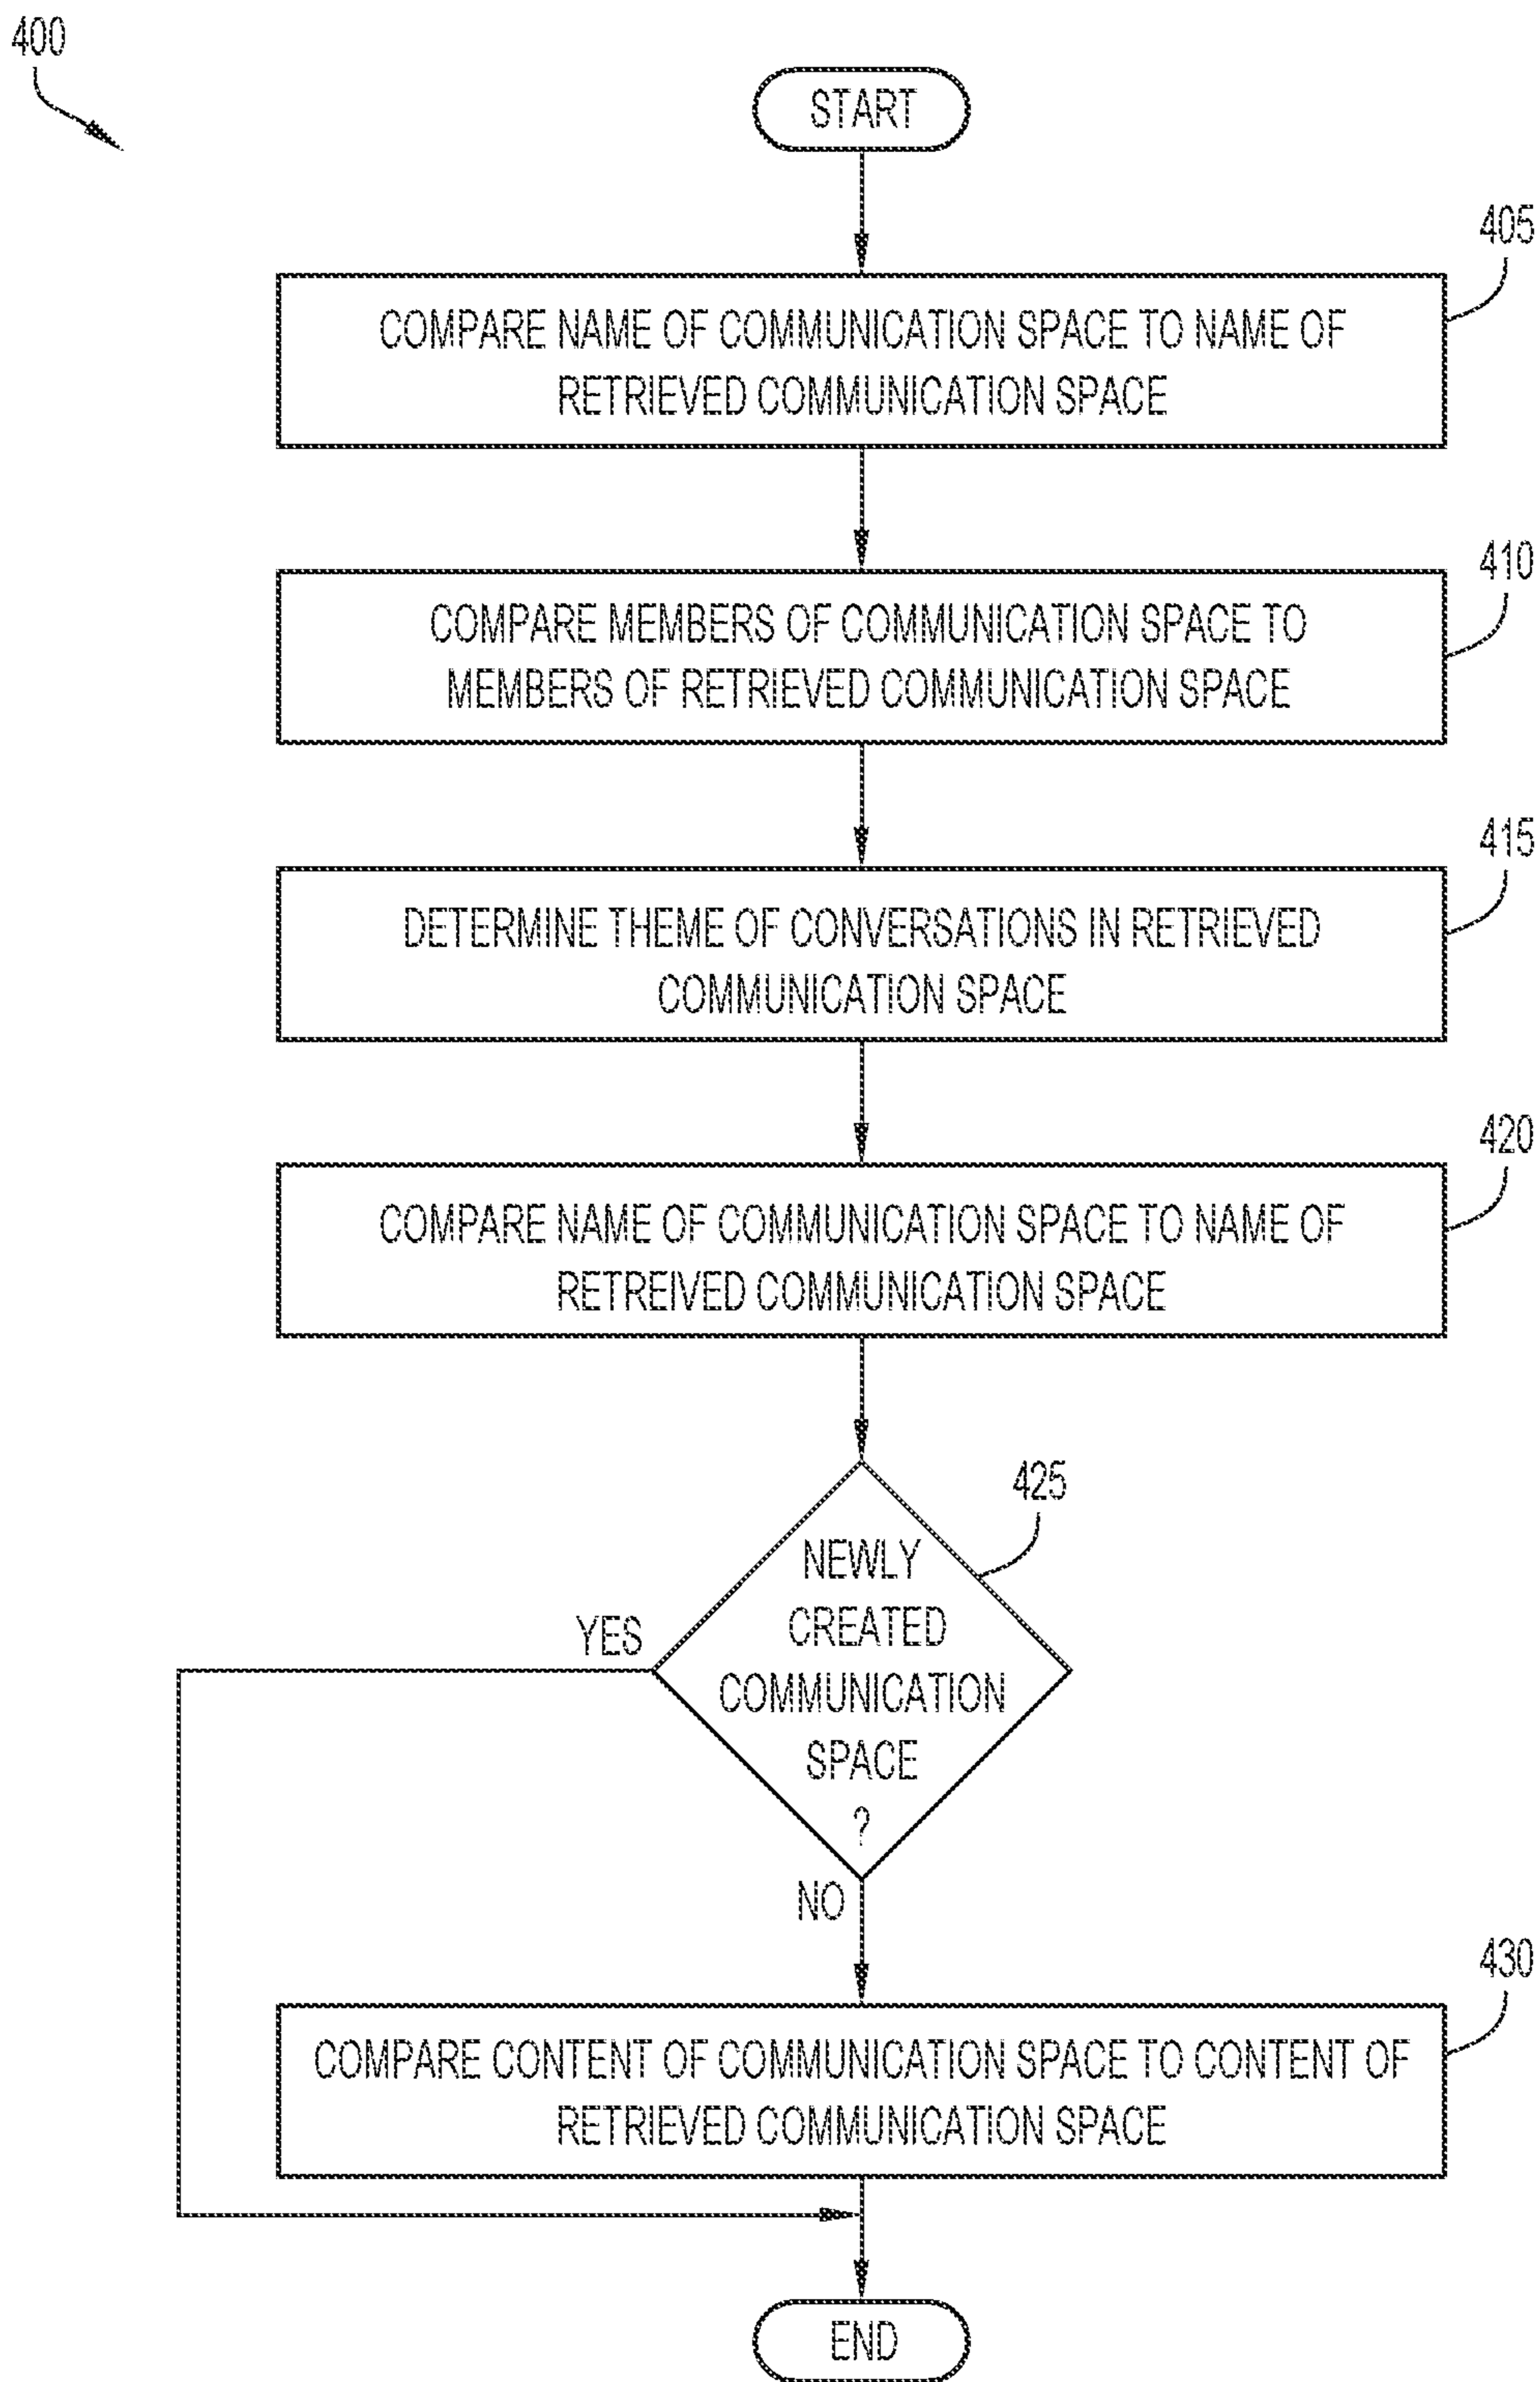 400
START
405
COMPARE NAME OF COMMUNICATION SPACE TO NAME OF
RETRIEVED COMMUNICATION SPACE
410
COMPARE MEMBERS OF COMMUNICATION SPACE TO
MEMBERS OF RETRIEVED COMMUNICATION SPACE
415
DETERMINE THEME OF CONVERSATIONS IN RETRIEVED
COMMUNICATION SPACE
420
COMPARE NAME OF COMMUNICATION SPACE TO NAME OF
RETREIVED COMMUNICATION SPACE
425
NEWLY
CREATED
COMMUNICATION
SPACE
?
YES
NO
430
COMPARE CONTENT OF COMMUNICATION SPACE TO CONTENT OF
RETRIEVED COMMUNICATION SPACE
END